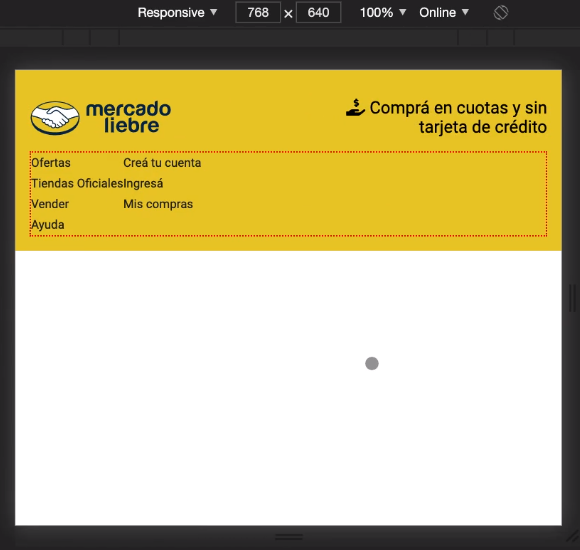 Responsive ▼ 768 × 640 100% ▼ Online ▼
mercado
liebre
Comprá en cuotas y sin
tarjeta de crédito
Ofertas
Tiendas Oficiales
Vender
Ayuda
Creá tu cuenta
Ingresá
Mis compras